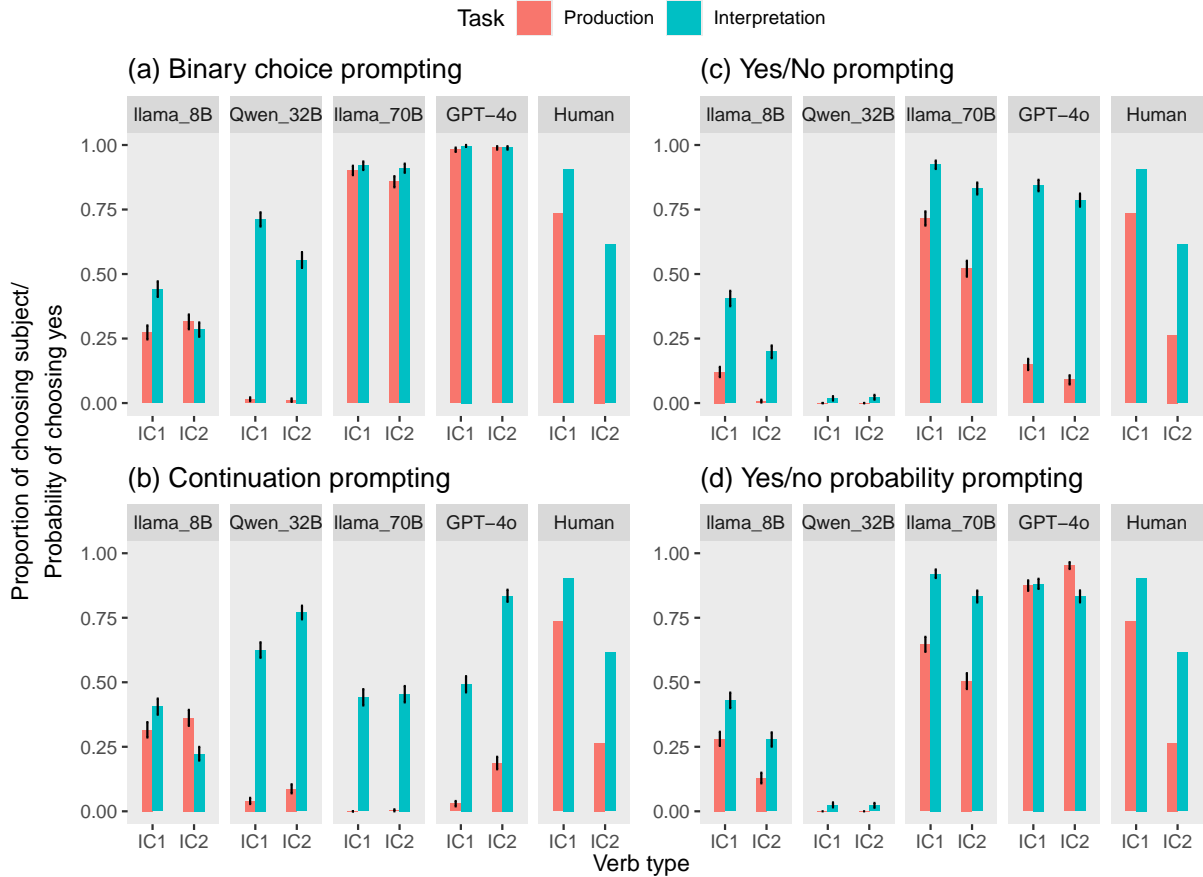 Task Production Interpretation
(a) Binary choice prompting
llama_8B Qwen_32B llama_70B GPT−4o Human
1.00
0.75
0.50
0.25
0.00
IC1 IC2 IC1 IC2 IC1 IC2 IC1 IC2 IC1 IC2
(c) Yes/No prompting
llama_8B Qwen_32B llama_70B GPT−4o Human
1.00
0.75
0.50
0.25
0.00
IC1 IC2 IC1 IC2 IC1 IC2 IC1 IC2 IC1 IC2
(b) Continuation prompting
llama_8B Qwen_32B llama_70B GPT−4o Human
1.00
0.75
0.50
0.25
0.00
IC1 IC2 IC1 IC2 IC1 IC2 IC1 IC2 IC1 IC2
(d) Yes/no probability prompting
llama_8B Qwen_32B llama_70B GPT−4o Human
1.00
0.75
0.50
0.25
0.00
IC1 IC2 IC1 IC2 IC1 IC2 IC1 IC2 IC1 IC2
Proportion of choosing subject/
Probability of choosing yes
Verb type